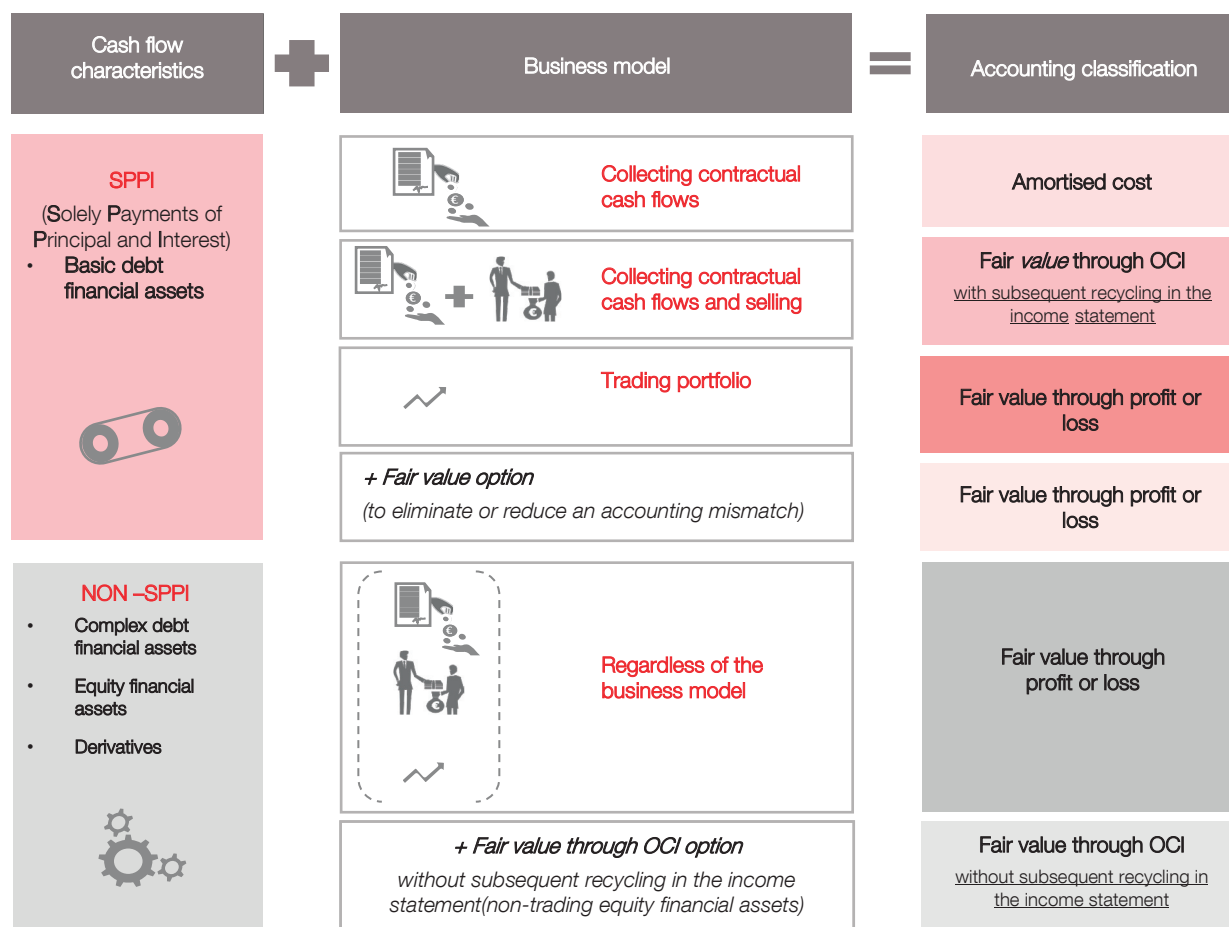 Cash flow
characteristics
Business model
Accounting classification
SPPI
(Solely Payments of
Principal and Interest)
• Basic debt
financial assets
Collecting contractual
cash flows
Amortised cost
Collecting contractual
cash flows and selling
Fair value through OCI
with subsequent recycling in the
income statement
Trading portfolio
Fair value through profit or
loss
+ Fair value option
(to eliminate or reduce an accounting mismatch)
Fair value through profit or
loss
NON –SPPI
• Complex debt
financial assets
• Equity financial
assets
• Derivatives
Regardless of the
business model
Fair value through
profit or loss
+ Fair value through OCI option
without subsequent recycling in the income
statement(non-trading equity financial assets)
Fair value through OCI
without subsequent recycling in
the income statement